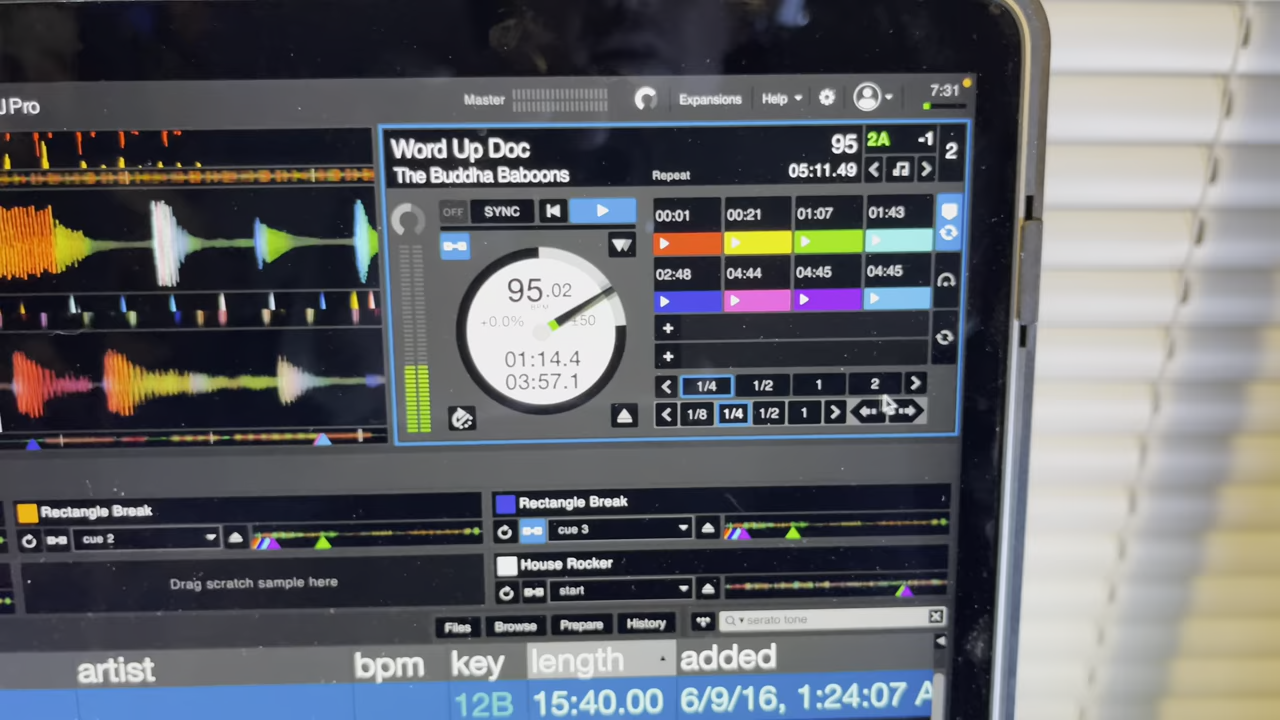 J Pro
Master
Expansions
Help
7:31
Word Up Doc
The Buddha Baboons
Repeat
95
2A
-1
05:11.49
2
OFF
SYNC
00:01
00:21
01:07
01:43
02:48
04:44
04:45
04:45
95.02
BPM
+0.0%
±50
01:14.4
03:57.1
1/4
1/2
1
2
1/8
1/4
1/2
1
Rectangle Break
cue 2
Rectangle Break
cue 3
Drag scratch sample here
House Rocker
start
Files
Browse
Prepare
History
serato tone
artist
bpm
key
length
added
12B
15:40.00
6/9/16, 1:24:07 A